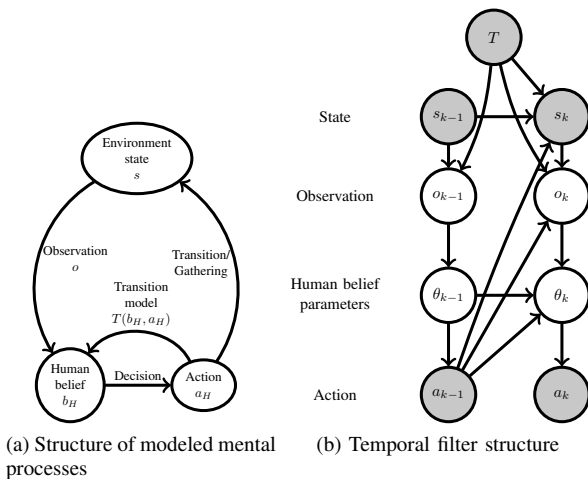 Environment
state
s
Observation
o
Transition/
Gathering
Transition
model
T(b_H, a_H)
Human
belief
b_H
Decision
Action
a_H
(a) Structure of modeled mental
processes
T
State
s_{k−1}
s_k
Observation
o_{k−1}
o_k
Human belief
parameters
θ_{k−1}
θ_k
Action
a_{k−1}
a_k
(b) Temporal filter structure